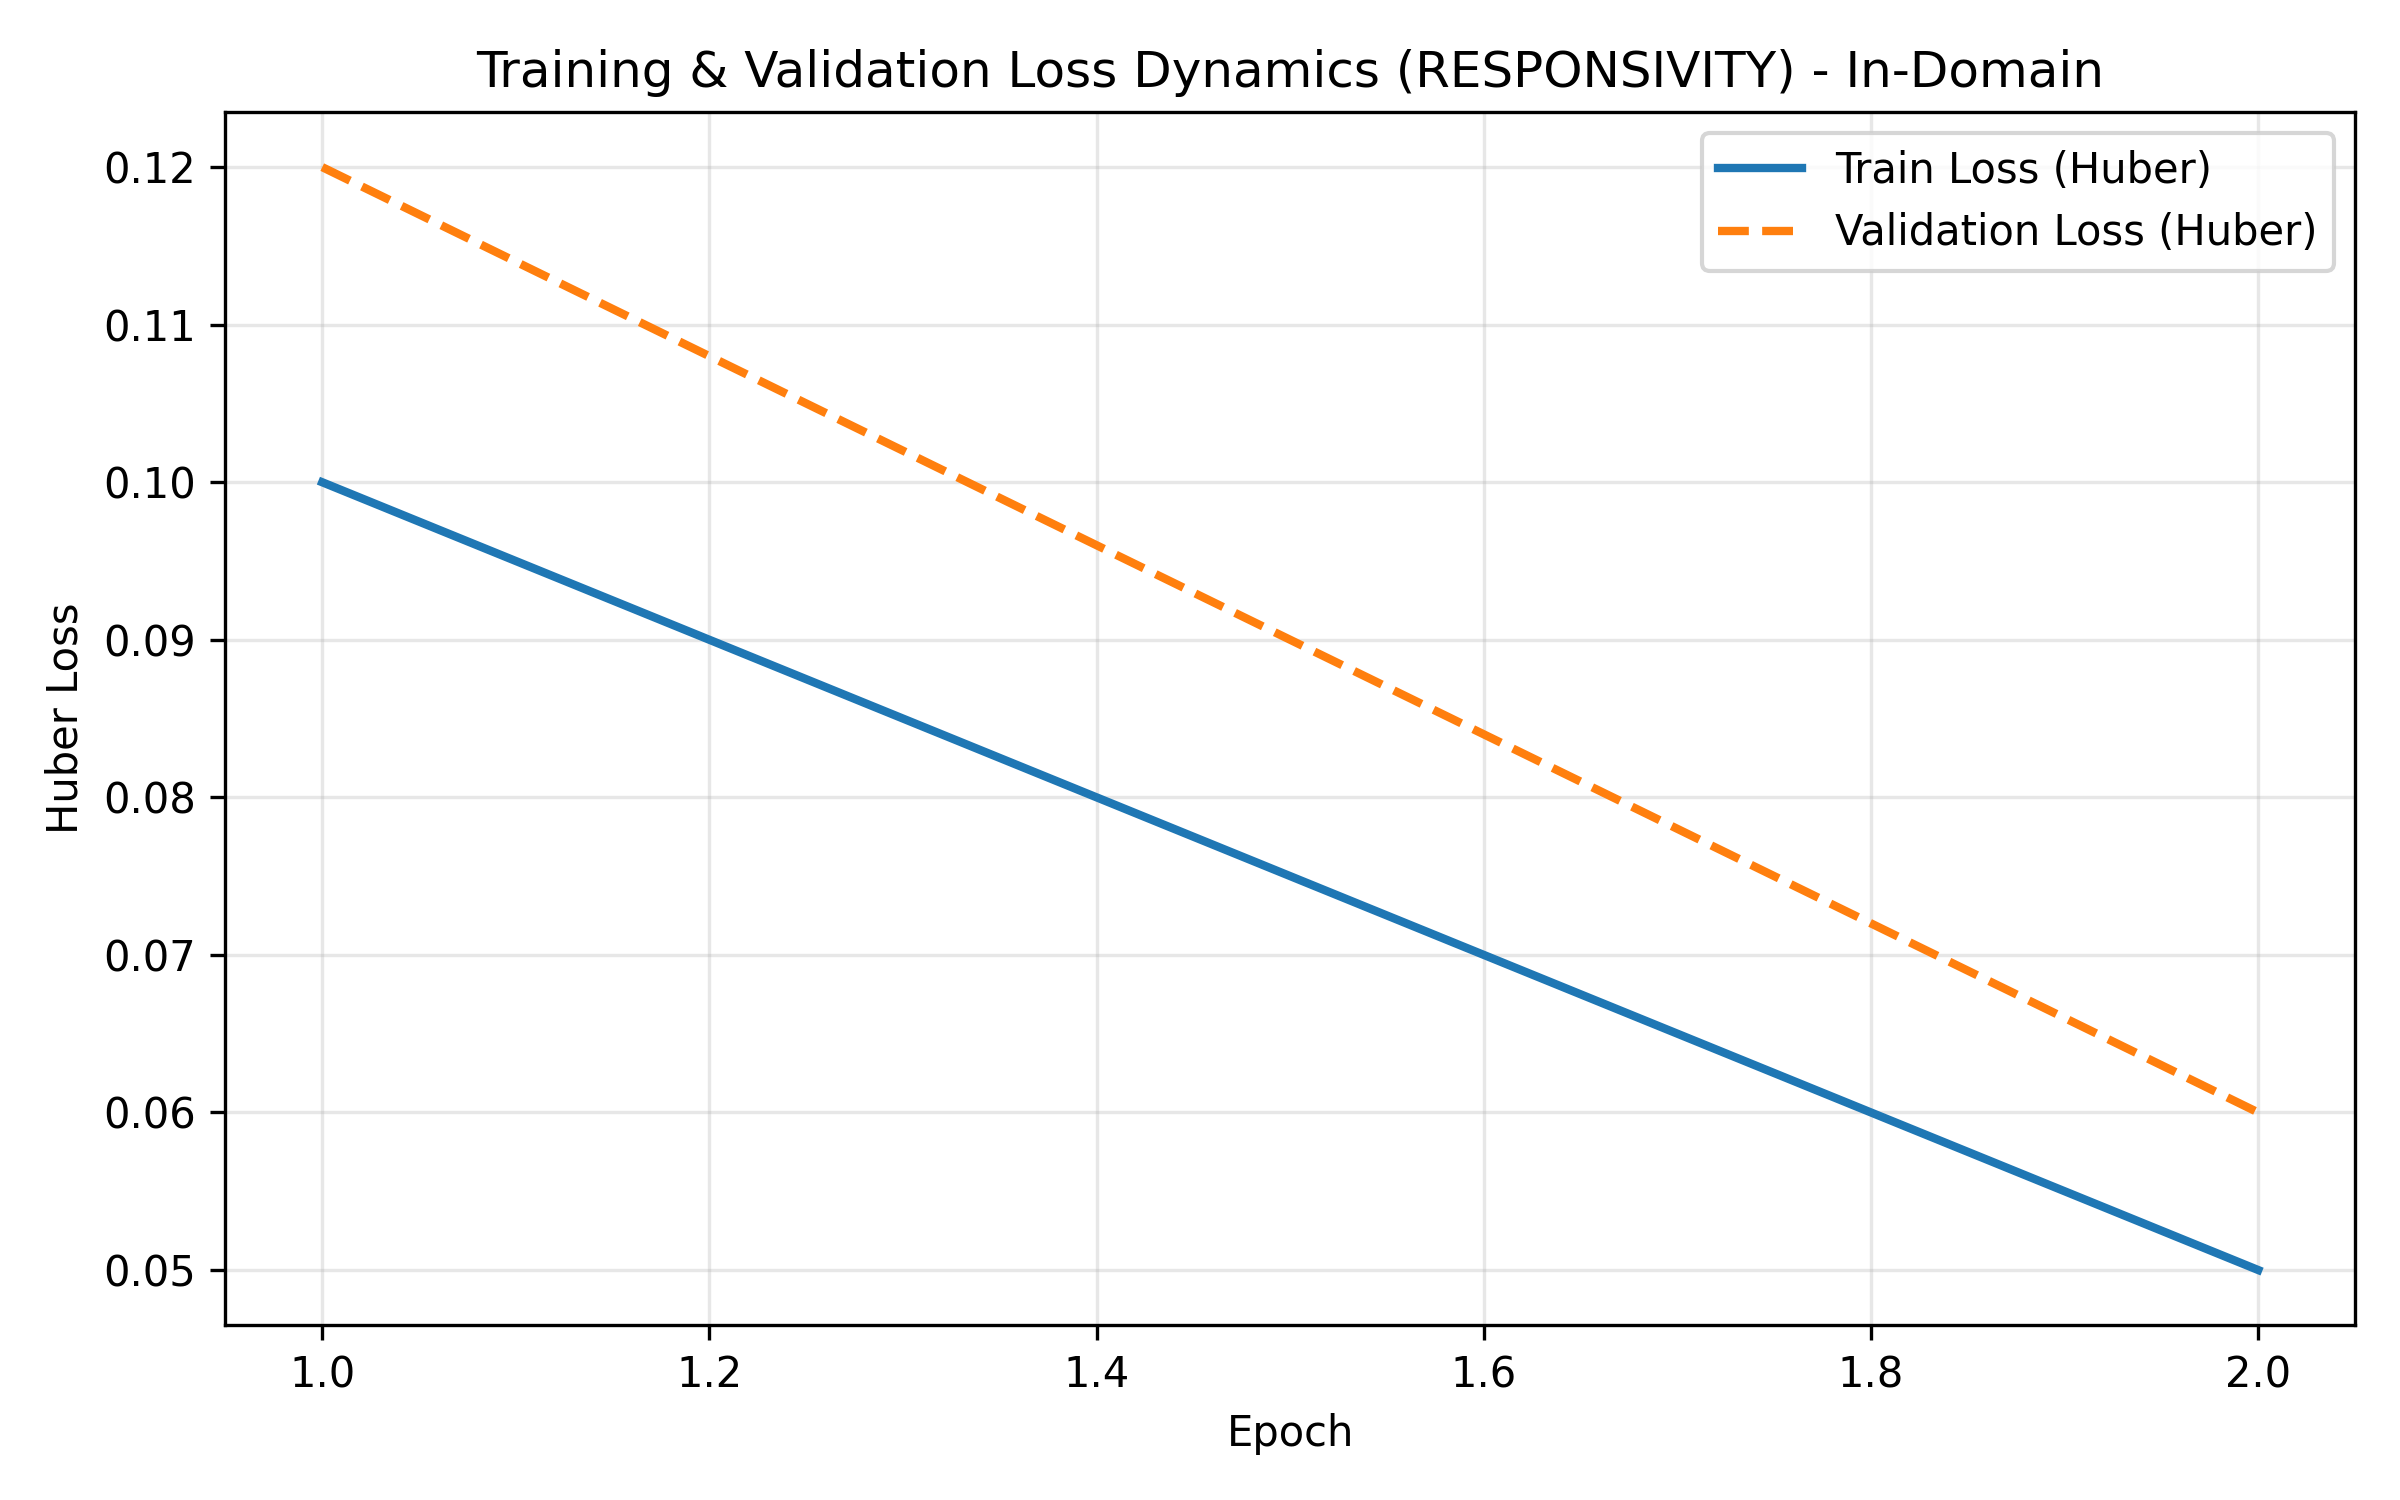 Training & Validation Loss Dynamics (RESPONSIVITY) - In-Domain
Train Loss (Huber)
Validation Loss (Huber)
Huber Loss
0.12
0.11
0.10
0.09
0.08
0.07
0.06
0.05
1.0 1.2 1.4 1.6 1.8 2.0
Epoch